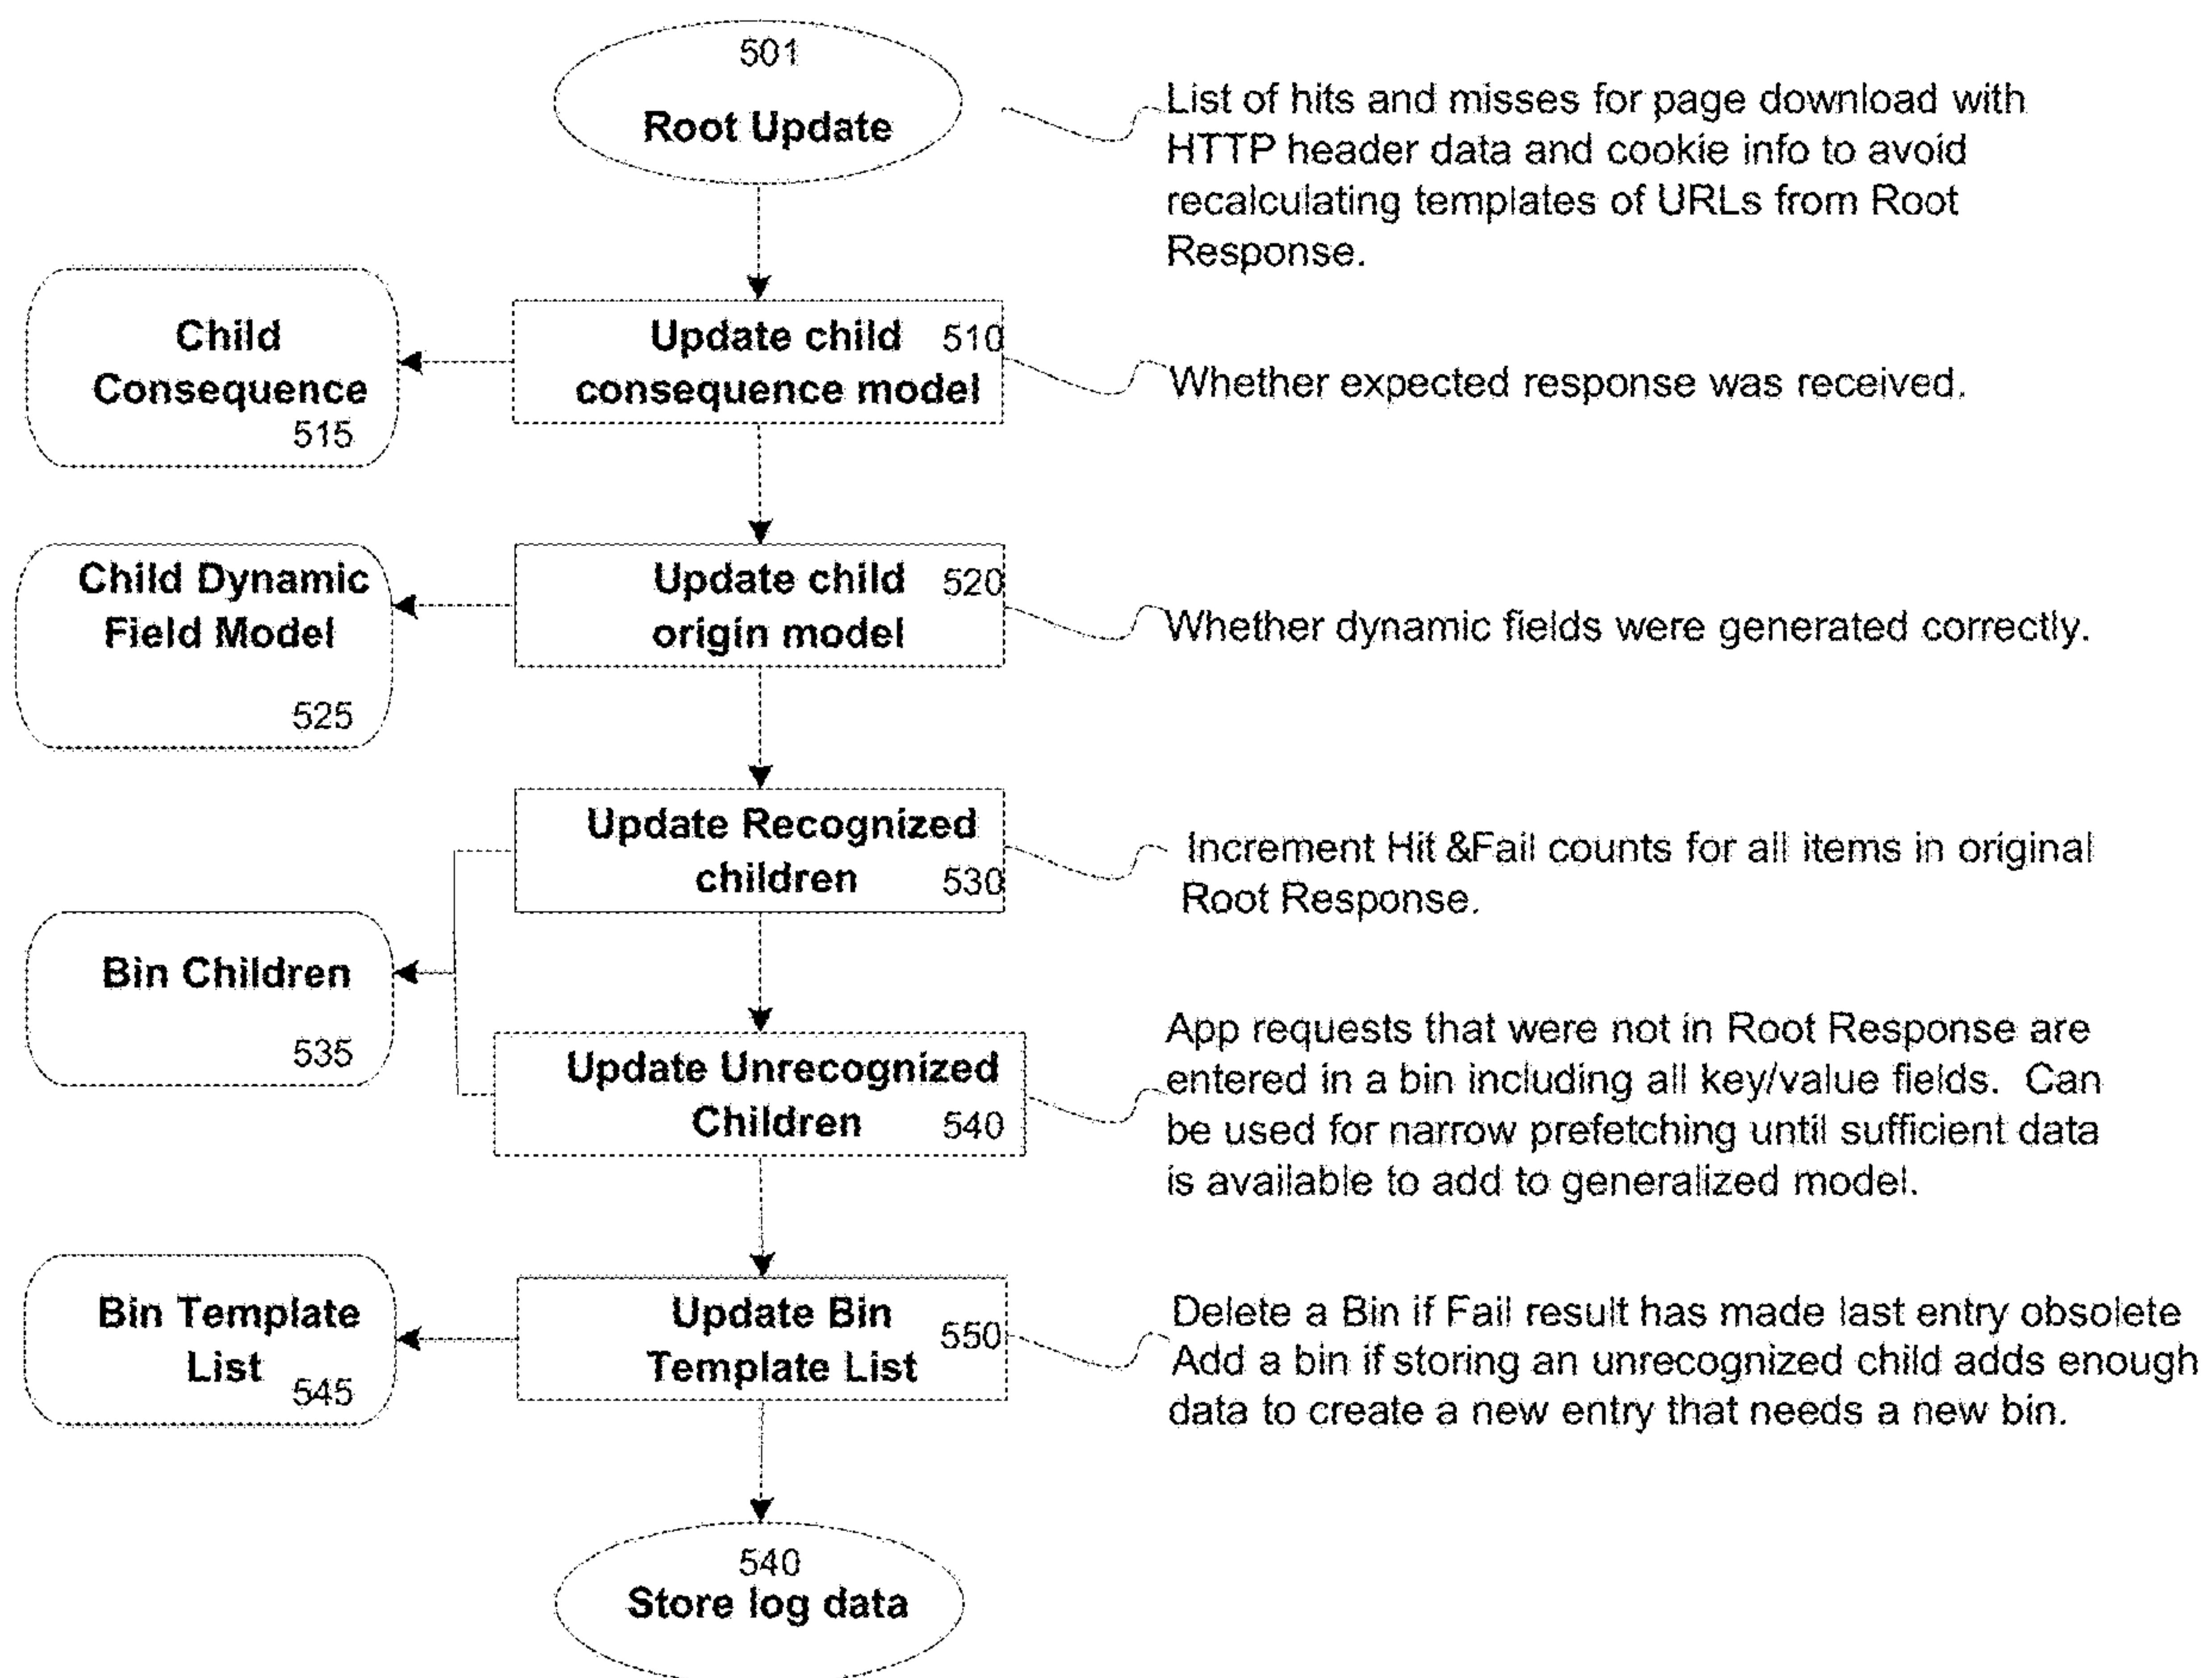 501
Root Update
List of hits and misses for page download with
HTTP header data and cookie info to avoid
recalculating templates of URLs from Root
Response.
Child
Consequence
515
Update child
consequence model
510
Whether expected response was received.
Child Dynamic
Field Model
525
Update child
origin model
520
Whether dynamic fields were generated correctly.
Update Recognized
children
530
Increment Hit &Fail counts for all items in original
Root Response.
Bin Children
535
Update Unrecognized
Children
540
App requests that were not in Root Response are
entered in a bin including all key/value fields. Can
be used for narrow prefetching until sufficient data
is available to add to generalized model.
Bin Template
List
545
Update Bin
Template List
550
Delete a Bin if Fail result has made last entry obsolete
Add a bin if storing an unrecognized child adds enough
data to create a new entry that needs a new bin.
540
Store log data